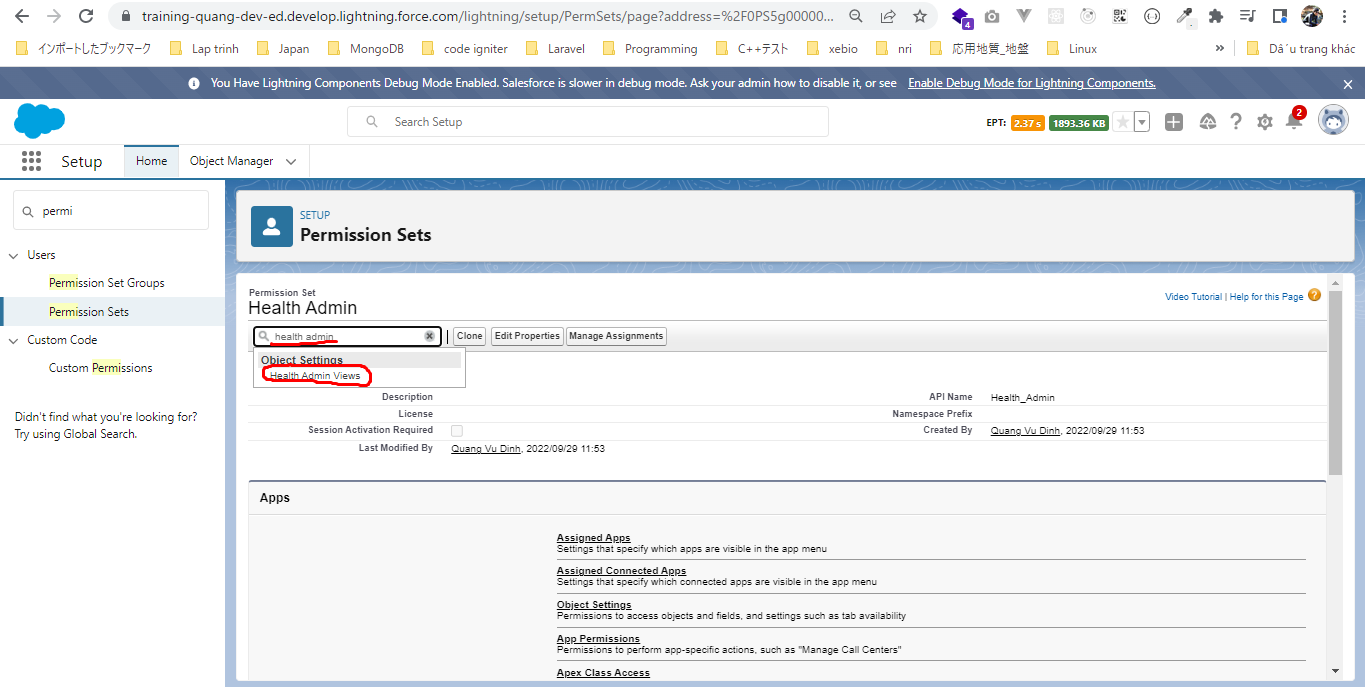 training-quang-dev-ed.develop.lightning.force.com/lightning/setup/PermSets/page?address=%2F0PS5g00000...
4
インポートしたブックマーク Lap trinh Japan MongoDB code igniter Laravel Programming C++テスト xebio nri 応用地質_地盤 Linux » Dấu trang khác
You Have Lightning Components Debug Mode Enabled. Salesforce is slower in debug mode. Ask your admin how to disable it, or see Enable Debug Mode for Lightning Components.
Search Setup
EPT: 2.37 s 1893.36 KB
2
Setup Home Object Manager
permi
Users
Permission Set Groups
Permission Sets
Custom Code
Custom Permissions
Didn't find what you're looking for?
Try using Global Search.
SETUP
Permission Sets
Permission Set
Health Admin
Video Tutorial | Help for this Page
health admin
Clone Edit Properties Manage Assignments
Object Settings
Health Admin Views
Description API Name Health_Admin
License Namespace Prefix
Session Activation Required Created By Quang Vu Dinh, 2022/09/29 11:53
Last Modified By Quang Vu Dinh, 2022/09/29 11:53
Apps
Assigned Apps
Settings that specify which apps are visible in the app menu
Assigned Connected Apps
Settings that specify which connected apps are visible in the app menu
Object Settings
Permissions to access objects and fields, and settings such as tab availability
App Permissions
Permissions to perform app-specific actions, such as "Manage Call Centers"
Apex Class Access